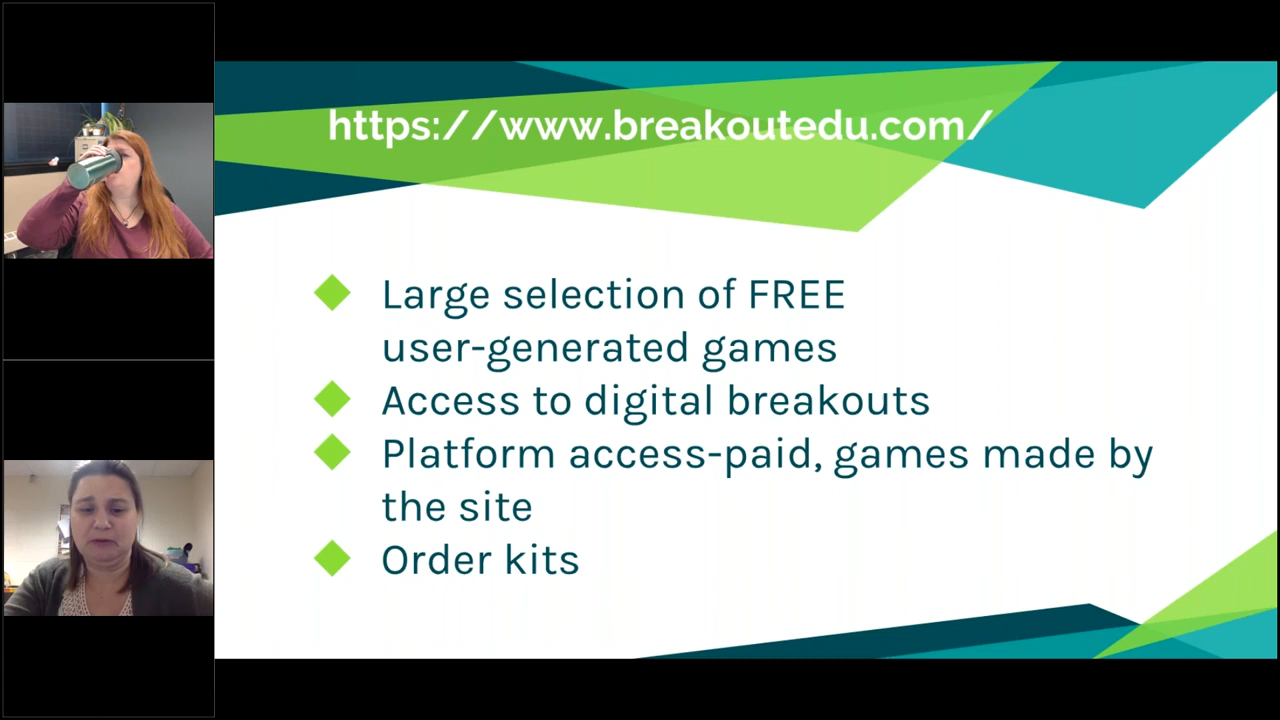 https://www.breakoutedu.com/
Large selection of FREE
user-generated games
Access to digital breakouts
Platform access-paid, games made by
the site
Order kits